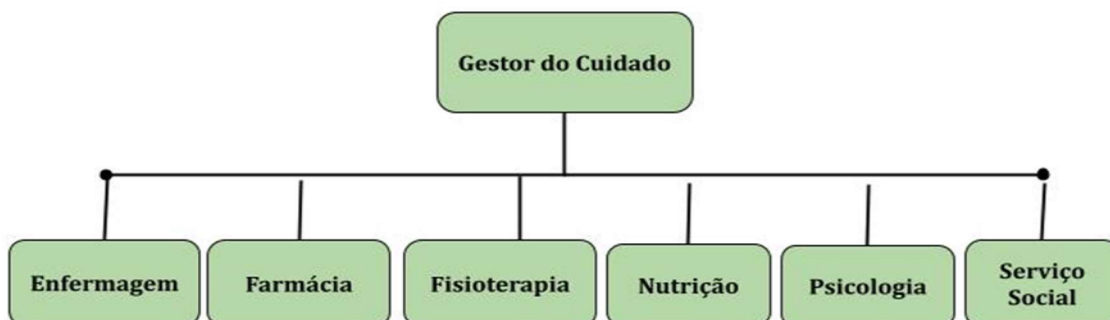 Gestor do Cuidado
Enfermagem
Farmácia
Fisioterapia
Nutrição
Psicologia
Serviço
Social